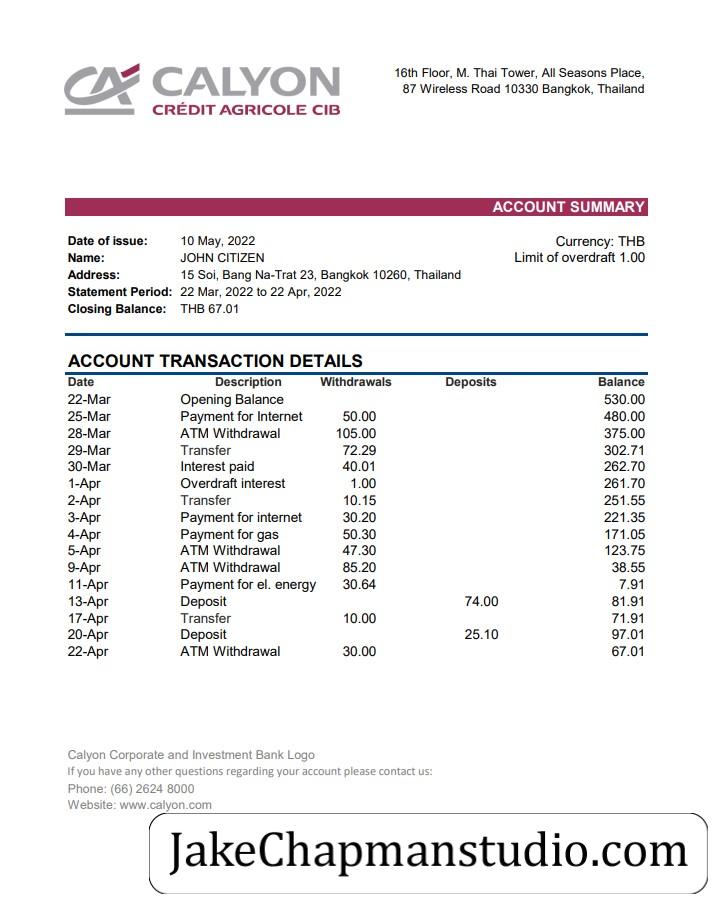 CALYON
CRÉDIT AGRICOLE CIB
16th Floor, M. Thai Tower, All Seasons Place,
87 Wireless Road 10330 Bangkok, Thailand
ACCOUNT SUMMARY
Date of issue: 10 May, 2022
Currency: THB
Name: JOHN CITIZEN
Limit of overdraft 1.00
Address: 15 Soi, Bang Na-Trat 23, Bangkok 10260, Thailand
Statement Period: 22 Mar, 2022 to 22 Apr, 2022
Closing Balance: THB 67.01
ACCOUNT TRANSACTION DETAILS
Date Description Withdrawals Deposits Balance
22-Mar Opening Balance 530.00
25-Mar Payment for Internet 50.00 480.00
28-Mar ATM Withdrawal 105.00 375.00
29-Mar Transfer 72.29 302.71
30-Mar Interest paid 40.01 262.70
1-Apr Overdraft interest 1.00 261.70
2-Apr Transfer 10.15 251.55
3-Apr Payment for internet 30.20 221.35
4-Apr Payment for gas 50.30 171.05
5-Apr ATM Withdrawal 47.30 123.75
9-Apr ATM Withdrawal 85.20 38.55
11-Apr Payment for el. energy 30.64 7.91
13-Apr Deposit 74.00 81.91
17-Apr Transfer 10.00 71.91
20-Apr Deposit 25.10 97.01
22-Apr ATM Withdrawal 30.00 67.01
Calyon Corporate and Investment Bank Logo
If you have any other questions regarding your account please contact us:
Phone: (66) 2624 8000
Website: www.calyon.com
JakeChapmanstudio.com